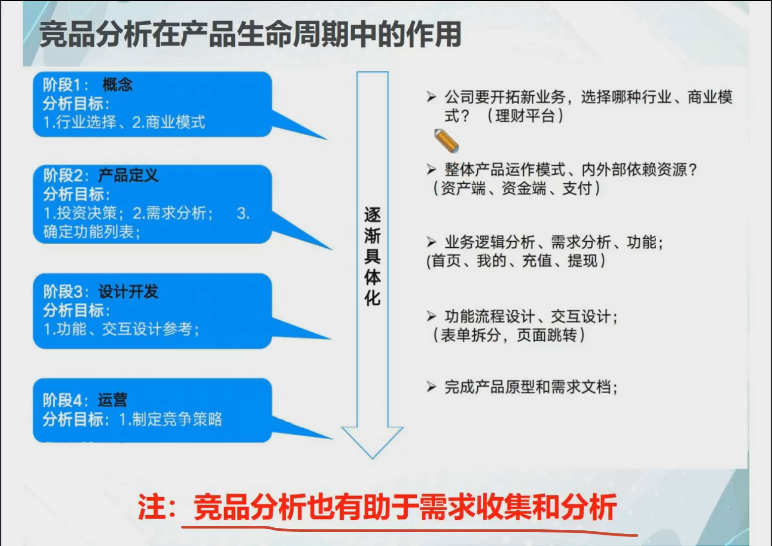 竞品分析在产品生命周期中的作用
阶段1： 概念
分析目标：
1.行业选择、2.商业模式
阶段2：产品定义
分析目标：
1.投资决策；2.需求分析； 3.
确定功能列表；
阶段3：设计开发
分析目标：
1.功能、交互设计参考；
阶段4：运营
分析目标：1.制定竞争策略
逐渐具体化
➢ 公司要开拓新业务，选择哪种行业、商业模
式？（理财平台）
➢ 整体产品运作模式、内外部依赖资源？
（资产端、资金端、支付）
➢ 业务逻辑分析、需求分析、功能；
(首页、我的、充值、提现）
➢ 功能流程设计、交互设计；
（表单拆分，页面跳转）
➢ 完成产品原型和需求文档；
注：竞品分析也有助于需求收集和分析